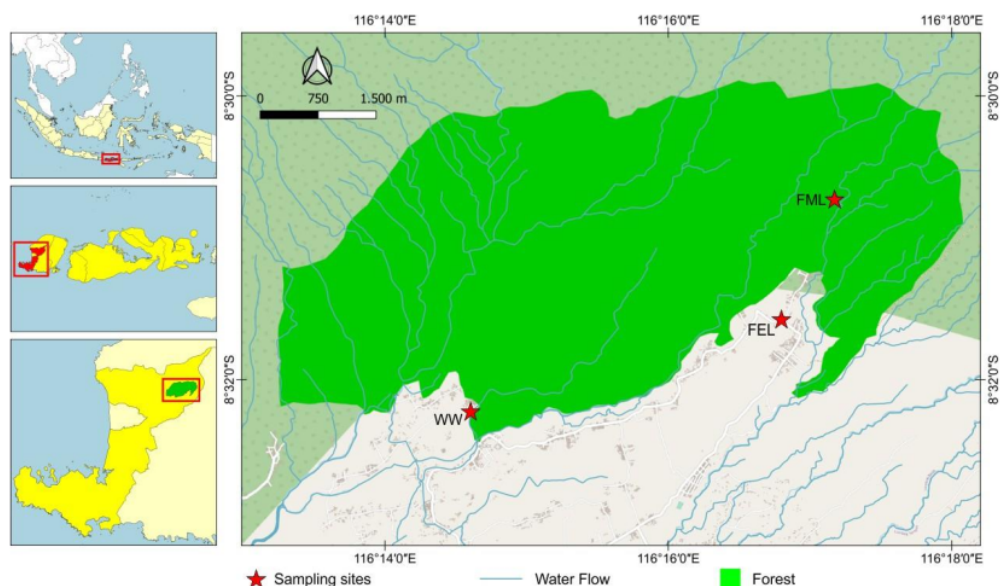 116°14'0"E 116°16'0"E 116°18'0"E
0 750 1.500 m
8°30'0"S
8°30'0"S
FML
FEL
WW
8°32'0"S
8°32'0"S
116°14'0"E 116°16'0"E 116°18'0"E
Sampling sites Water Flow Forest